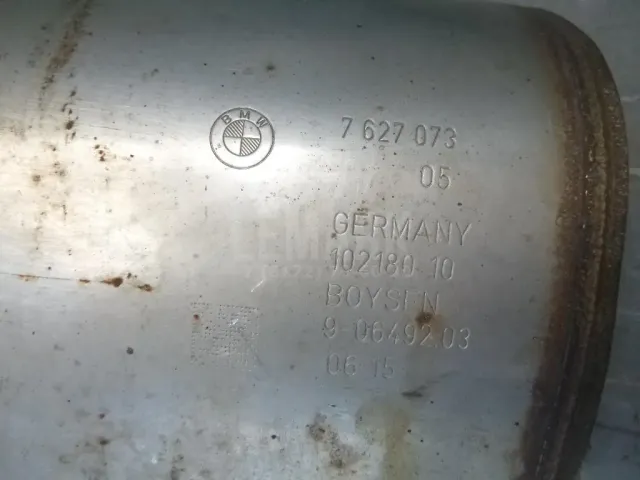 BMW
7 627 073
05
GERMANY
102180-10
BOYSEN
9-06492.03
06 15